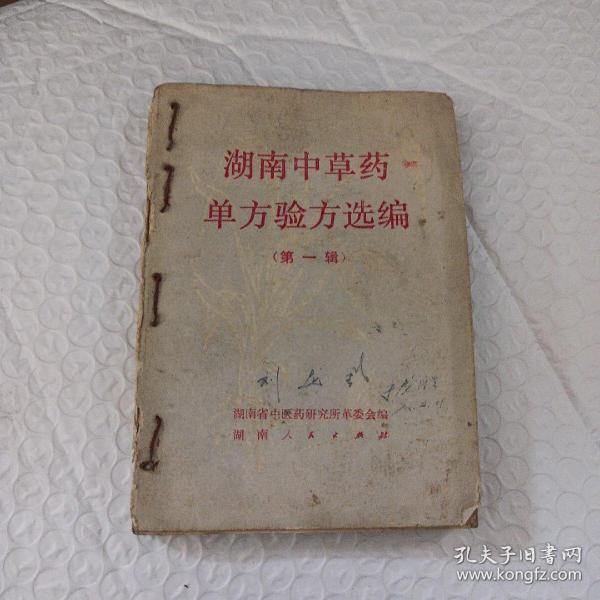 湖南中草药
单方验方选编
（第一辑）
湖南省中医药研究所革委会编
湖南人民出版社
孔夫子旧书网
www.kongfz.com